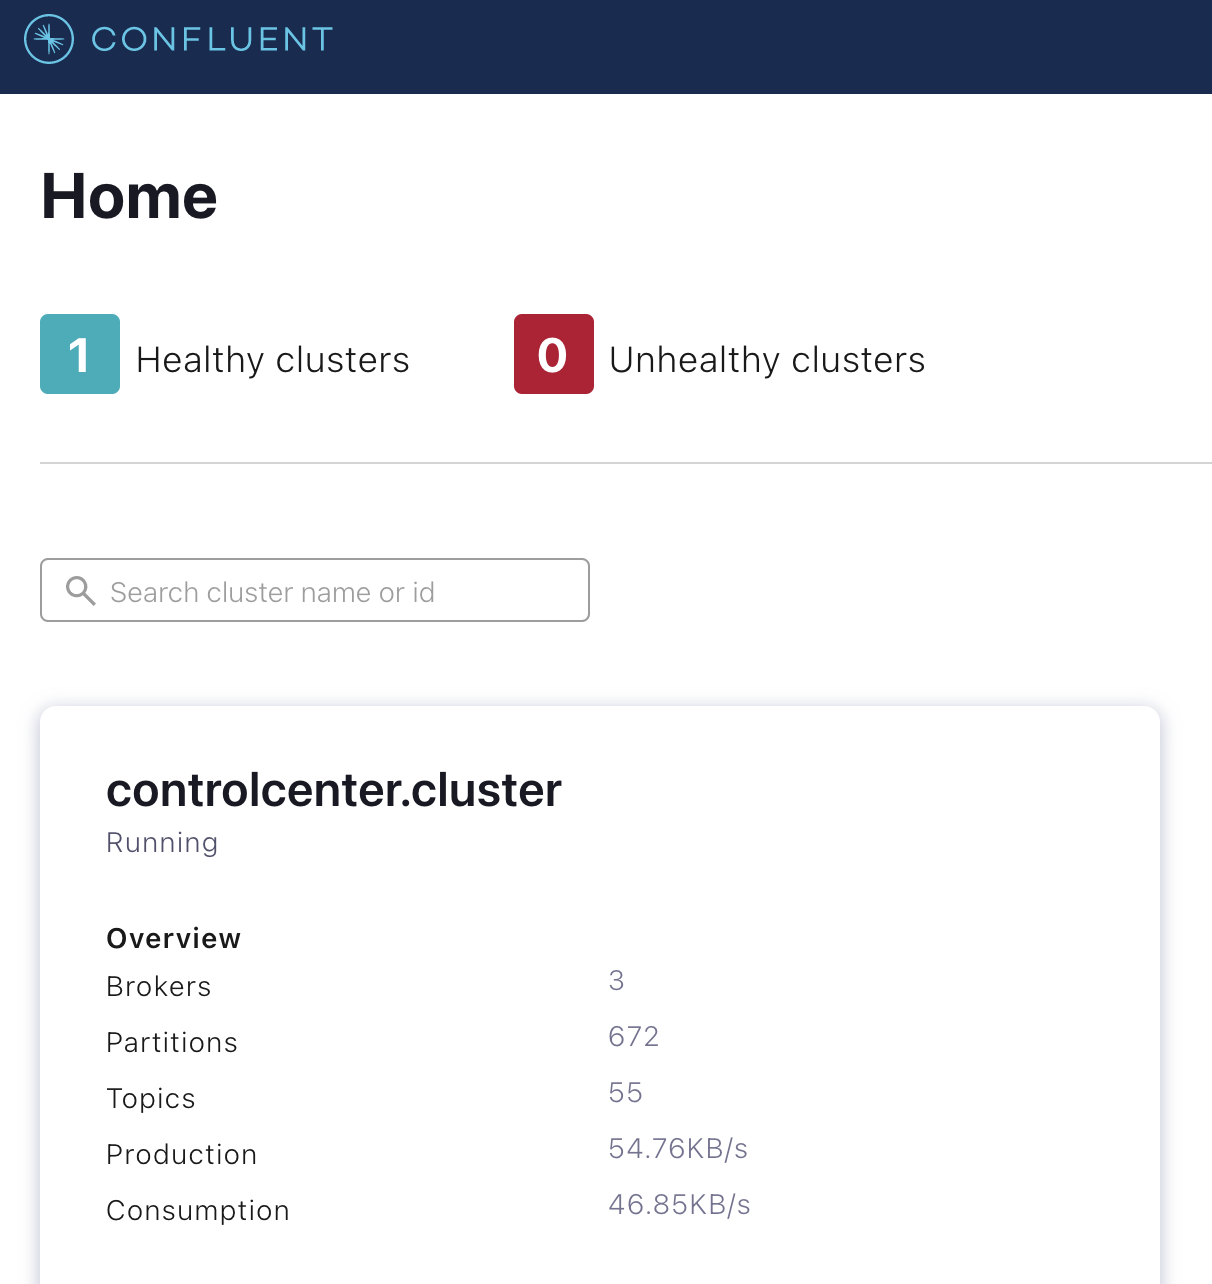 CONFLUENT
Home
1 Healthy clusters 0 Unhealthy clusters
Search cluster name or id
controlcenter.cluster
Running
Overview
Brokers 3
Partitions 672
Topics 55
Production 54.76KB/s
Consumption 46.85KB/s